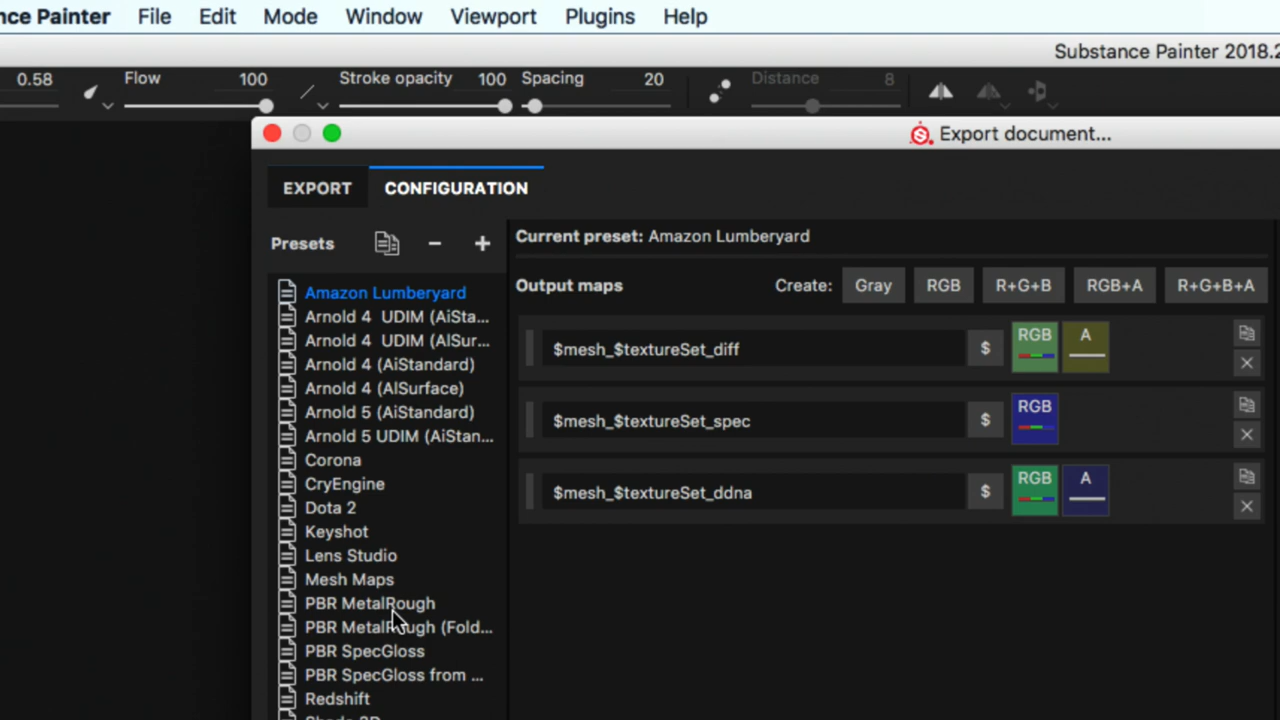 nce Painter File Edit Mode Window Viewport Plugins Help
Substance Painter 2018.2
0.58 Flow 100 Stroke opacity 100 Spacing 20 Distance 8
Export document...
EXPORT CONFIGURATION
Presets
Current preset: Amazon Lumberyard
Output maps Create: Gray RGB R+G+B RGB+A R+G+B+A
Amazon Lumberyard
Arnold 4 UDIM (AiSta...
Arnold 4 UDIM (AlSur...
Arnold 4 (AiStandard)
Arnold 4 (AlSurface)
Arnold 5 (AiStandard)
Arnold 5 UDIM (AiStan...
Corona
CryEngine
Dota 2
Keyshot
Lens Studio
Mesh Maps
PBR MetalRough
PBR MetalRough (Fold...
PBR SpecGloss
PBR SpecGloss from ...
Redshift
$mesh_$textureSet_diff $ RGB A
$mesh_$textureSet_spec $ RGB
$mesh_$textureSet_ddna $ RGB A